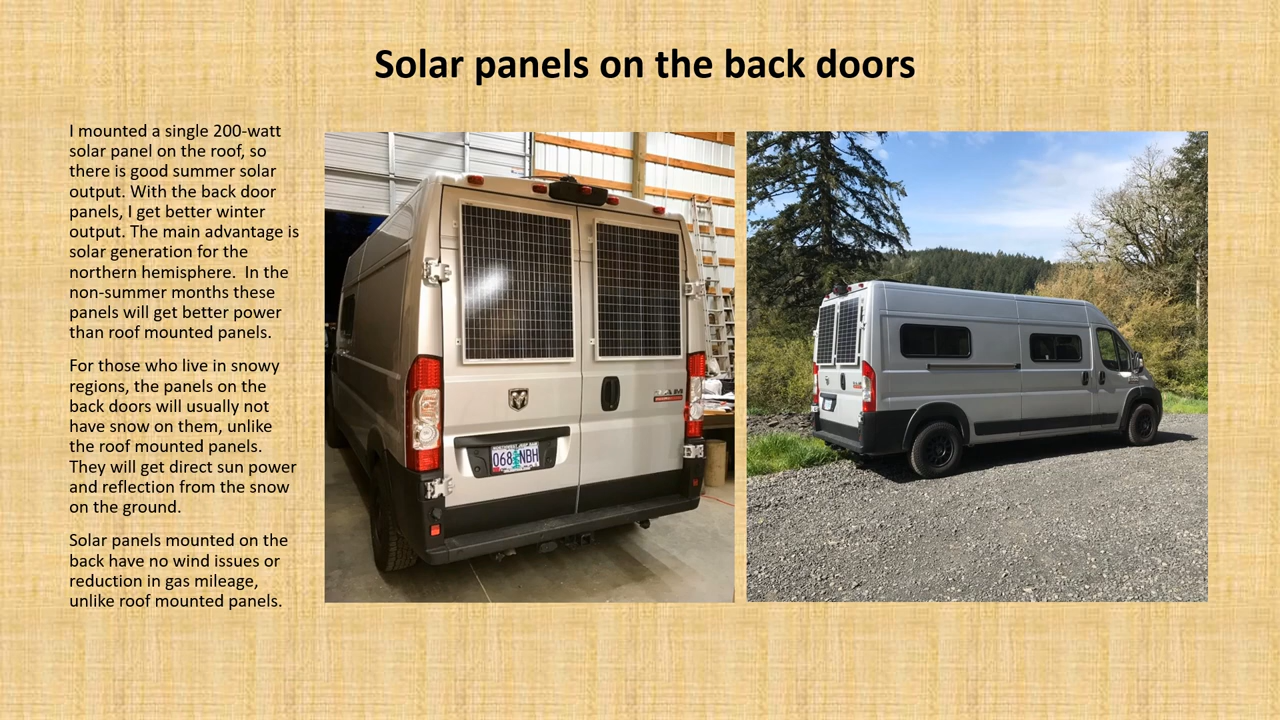 Solar panels on the back doors
I mounted a single 200-watt
solar panel on the roof, so
there is good summer solar
output. With the back door
panels, I get better winter
output. The main advantage is
solar generation for the
northern hemisphere.  In the
non-summer months these
panels will get better power
than roof mounted panels.
For those who live in snowy
regions, the panels on the
back doors will usually not
have snow on them, unlike
the roof mounted panels.
They will get direct sun power
and reflection from the snow
on the ground.
Solar panels mounted on the
back have no wind issues or
reduction in gas mileage,
unlike roof mounted panels.
RAM
068 NBH